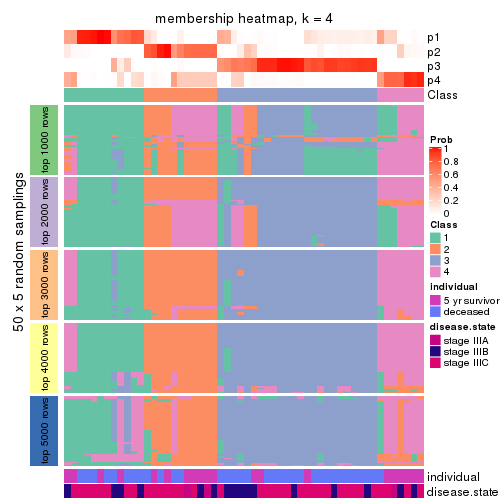 membership heatmap, k = 4
p1
p2
p3
p4
Class
50 x 5 random samplings
top 1000 rows
top 2000 rows
top 3000 rows
top 4000 rows
top 5000 rows
Prob
1
0.8
0.6
0.4
0.2
0
Class
1
2
3
4
individual
5 yr survivor
deceased
disease.state
stage IIIA
stage IIIB
stage IIIC
individual
disease.state